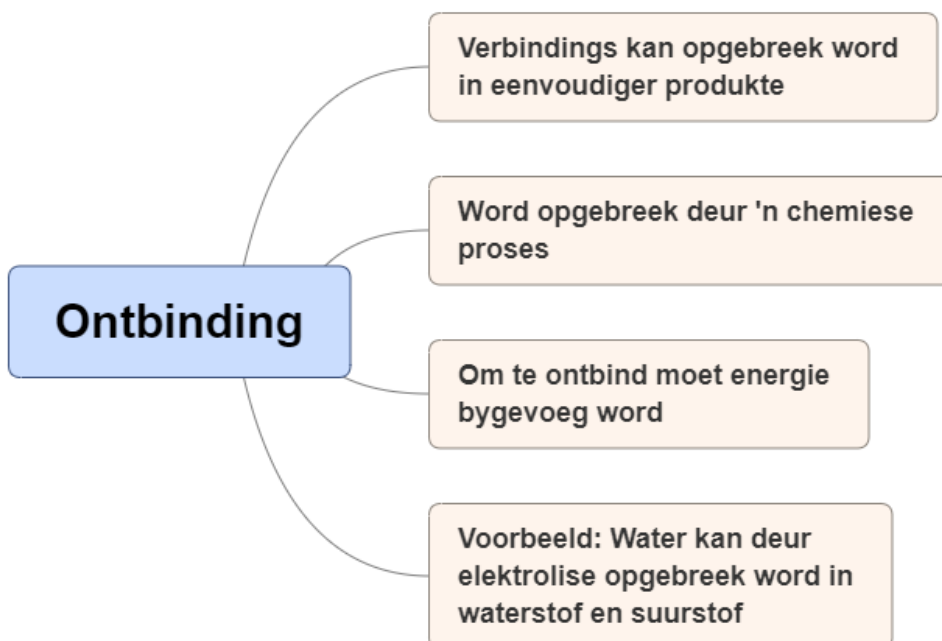 Verbindings kan opgebreek word
in eenvoudiger produkte
Word opgebreek deur 'n chemiese
proses
Ontbinding
Om te ontbind moet energie
bygevoeg word
Voorbeeld: Water kan deur
elektrolise opgebreek word in
waterstof en suurstof